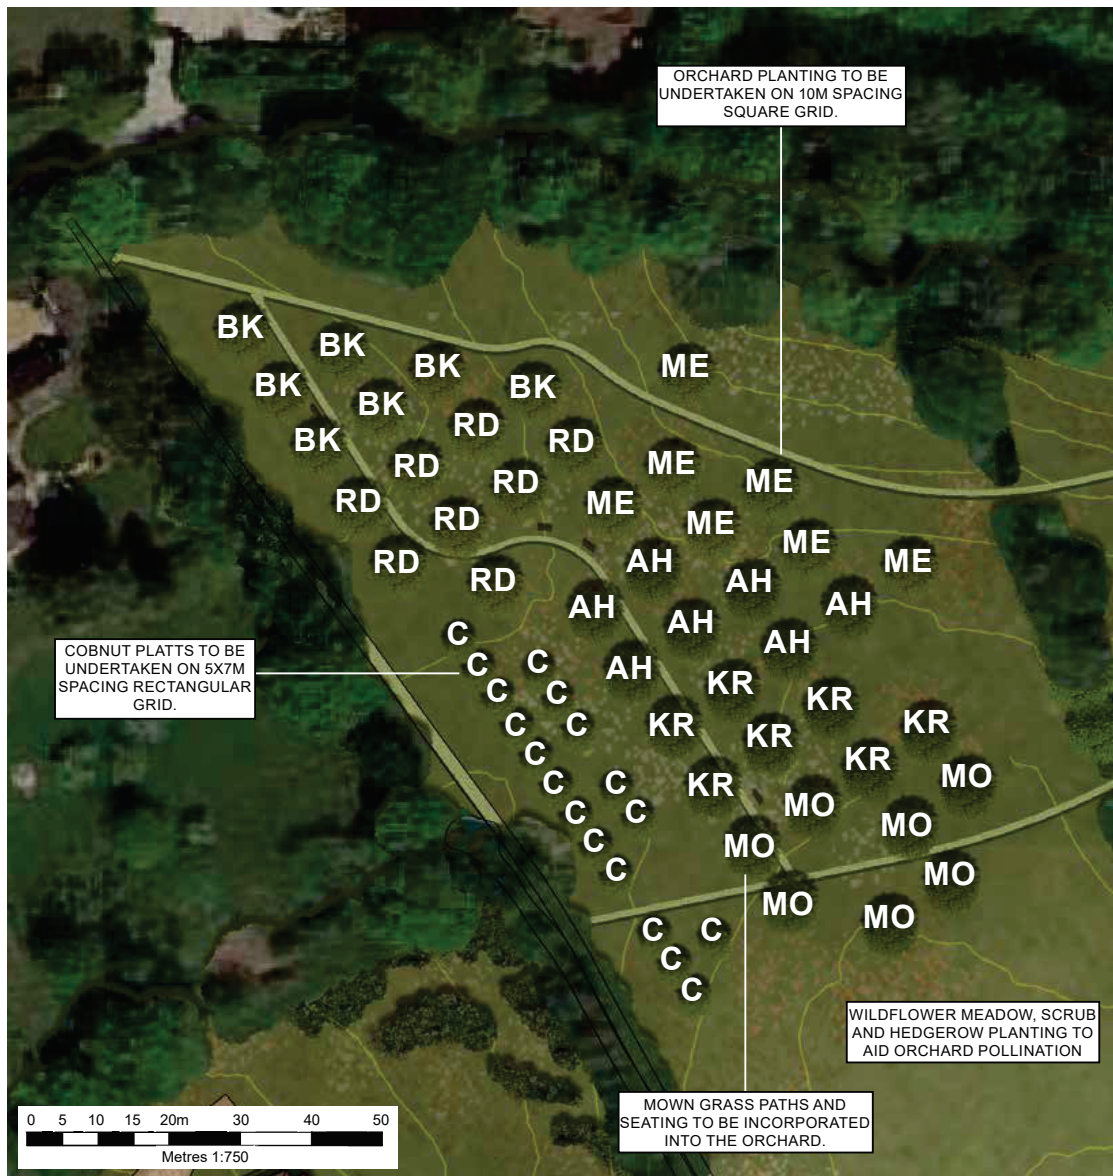 ORCHARD PLANTING TO BE
UNDERTAKEN ON 10M SPACING
SQUARE GRID.
BK
BK
BK
ME
BK
BK
BK
RD
BK
RD
ME
RD
ME
RD
RD
ME
RD
ME
ME
RD
AH
ME
RD
AH
AH
AH
AH
C
AH
COBNUT PLATTS TO BE
UNDERTAKEN ON 5X7M
SPACING RECTANGULAR
GRID.
C
C
AH
C
C
KR
KR
C
C
KR
KR
KR
C
KR
C
C
KR
MO
C
C
MO
C
MO
C
MO
C
MO
MO
MO
C
C
C
C
WILDFLOWER MEADOW, SCRUB
AND HEDGEROW PLANTING TO
AID ORCHARD POLLINATION
MOWN GRASS PATHS AND
SEATING TO BE INCORPORATED
INTO THE ORCHARD.
0 5 10 15 20m 30 40 50
Metres 1:750